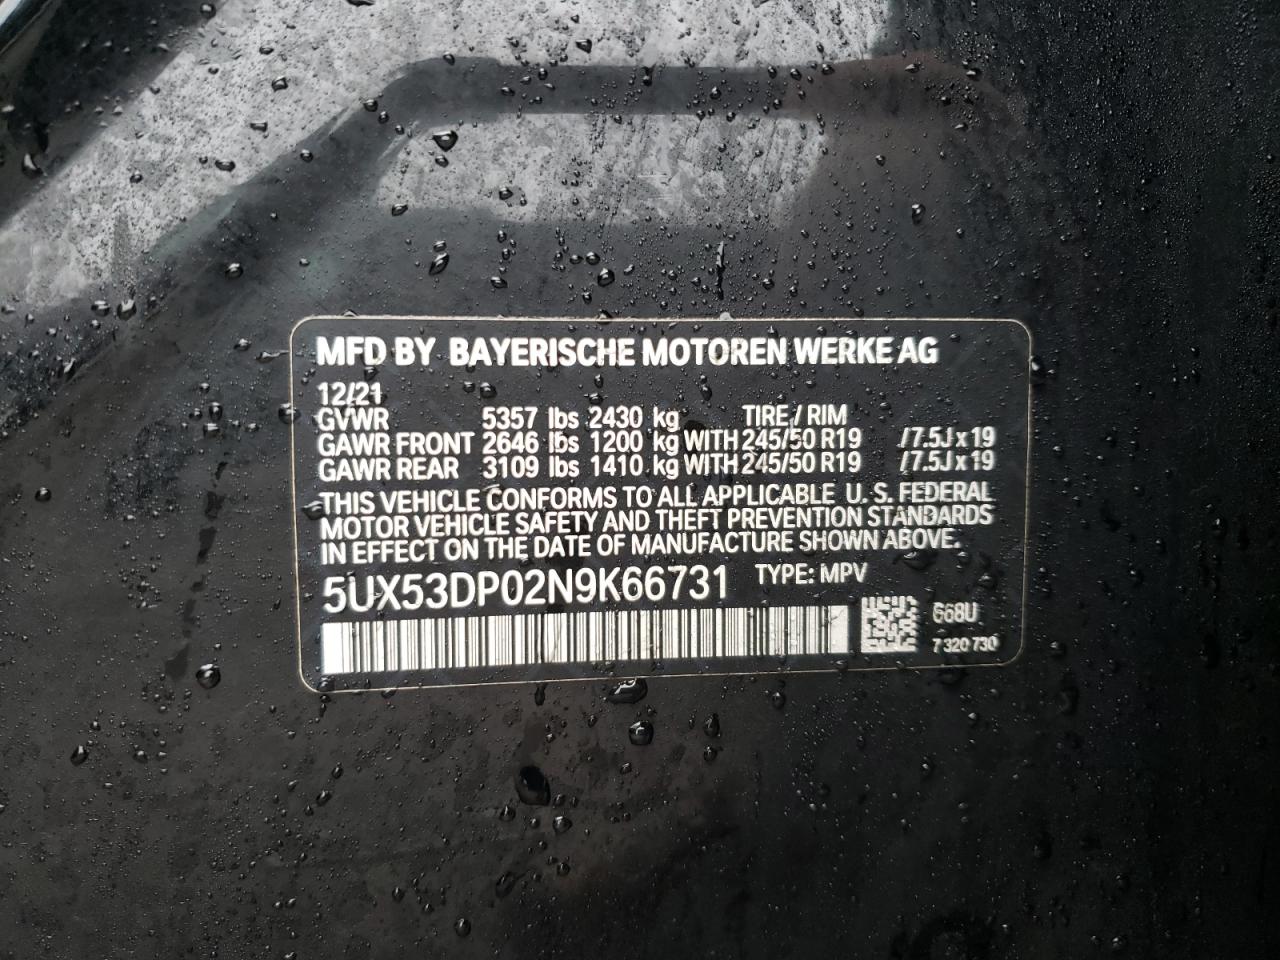 MFD BY BAYERISCHE MOTOREN WERKE AG
12/21
GVWR 5357 lbs 2430 kg TIRE / RIM
GAWR FRONT 2646 lbs 1200 kg WITH 245/50 R19 /7.5J x 19
GAWR REAR 3109 lbs 1410 kg WITH 245/50 R19 /7.5J x 19
THIS VEHICLE CONFORMS TO ALL APPLICABLE U. S. FEDERAL
MOTOR VEHICLE SAFETY AND THEFT PREVENTION STANDARDS
IN EFFECT ON THE DATE OF MANUFACTURE SHOWN ABOVE.
5UX53DP02N9K66731 TYPE: MPV
G68U
7 320 730